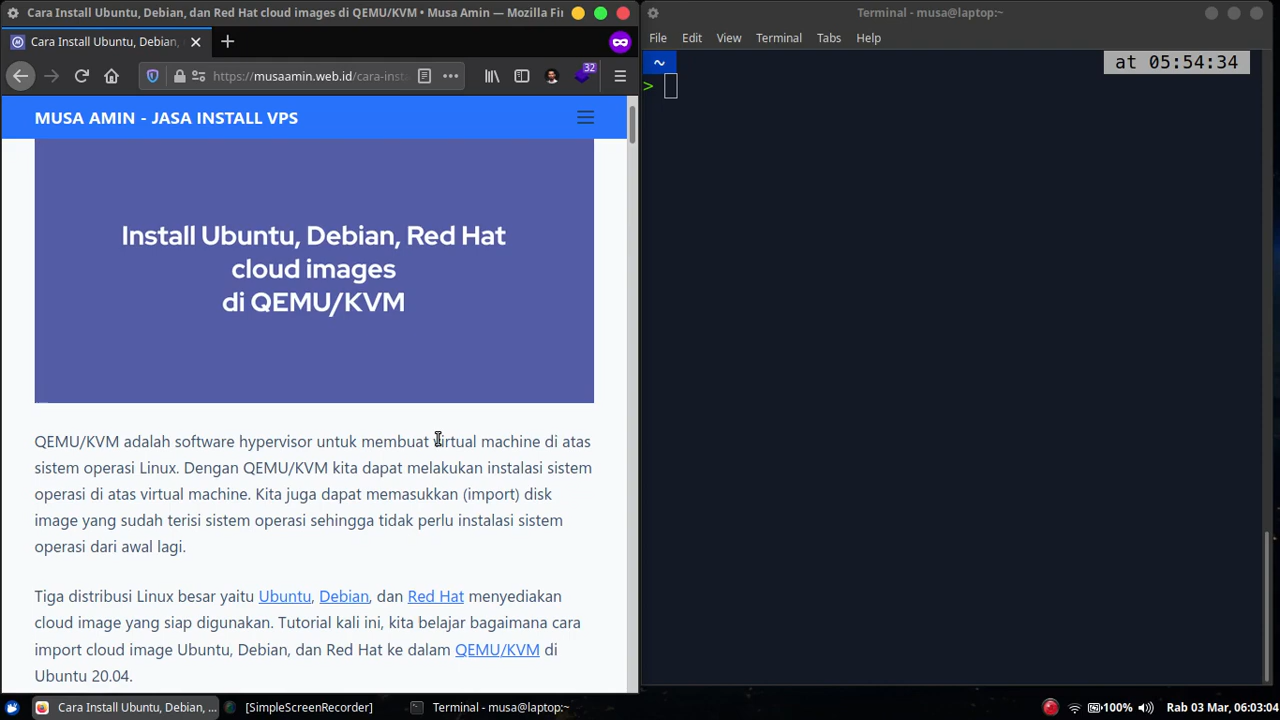 Cara Install Ubuntu, Debian, and Red Hat cloud images di QEMU/KVM • Musa Amin — Mozilla Fir
Cara Install Ubuntu, Debian,
32
https://musaamin.web.id/cara-insta
MUSA AMIN - JASA INSTALL VPS
Install Ubuntu, Debian, Red Hat
cloud images
di QEMU/KVM
QEMU/KVM adalah software hypervisor untuk membuat virtual machine di atas
sistem operasi Linux. Dengan QEMU/KVM kita dapat melakukan instalasi sistem
operasi di atas virtual machine. Kita juga dapat memasukkan (import) disk
image yang sudah terisi sistem operasi sehingga tidak perlu instalasi sistem
operasi dari awal lagi.
Tiga distribusi Linux besar yaitu Ubuntu, Debian, dan Red Hat menyediakan
cloud image yang siap digunakan. Tutorial kali ini, kita belajar bagaimana cara
import cloud image Ubuntu, Debian, dan Red Hat ke dalam QEMU/KVM di
Ubuntu 20.04.
Terminal - musa@laptop:~
File Edit View Terminal Tabs Help
~ at 05:54:34
>
Cara Install Ubuntu, Debian, ... [SimpleScreenRecorder] Terminal - musa@laptop:~ 100% Rab 03 Mar, 06:03:04